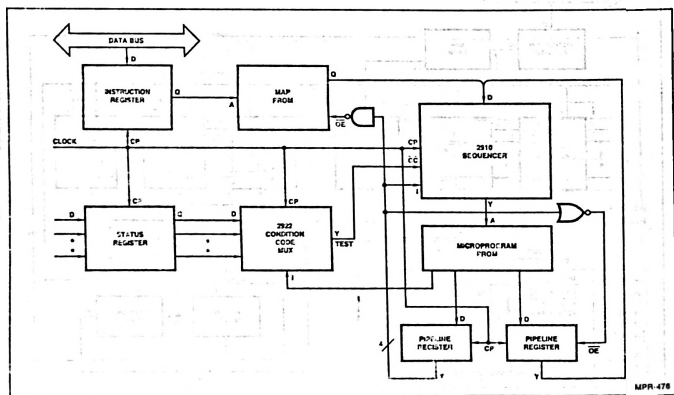 DATA BUS
D
INSTRUCTION
REGISTER
Q
A
MAP
PROM
Q
OE
D
CLOCK
CP
CP
CC
I
2910
SEQUENCER
CP
CP
Y
A
D
STATUS
REGISTER
Q
D
2922
CONDITION
CODE
MUX
Y
TEST
I
MICROPROGRAM
PROM
D
D
4
PIPELINE
REGISTER
CP
PIPELINE
REGISTER
OE
Y
Y
MPR-476